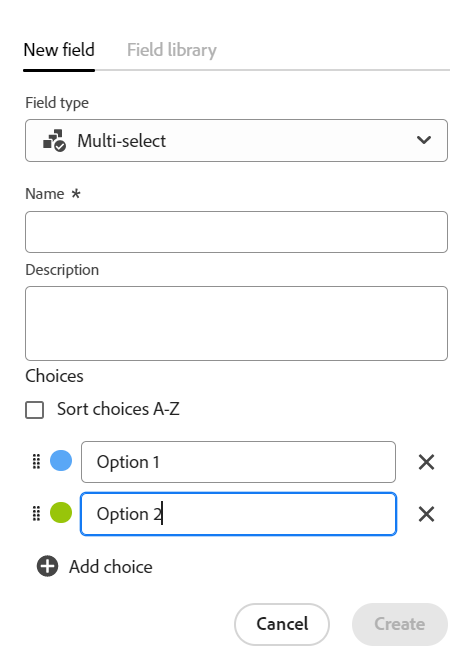 New field Field library
Field type
Multi-select
Name *
Description
Choices
Sort choices A-Z
Option 1
Option 2
Add choice
Cancel Create